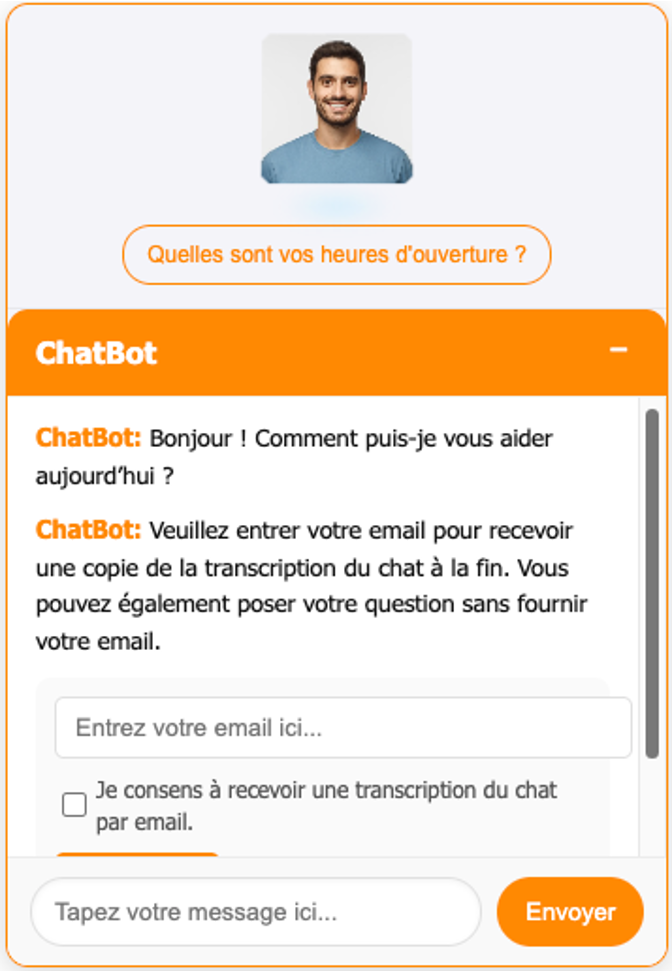 Quelles sont vos heures d'ouverture ?
ChatBot
ChatBot: Bonjour ! Comment puis-je vous aider
aujourd’hui ?
ChatBot: Veuillez entrer votre email pour recevoir
une copie de la transcription du chat à la fin. Vous
pouvez également poser votre question sans fournir
votre email.
Entrez votre email ici...
Je consens à recevoir une transcription du chat
par email.
Tapez votre message ici...
Envoyer